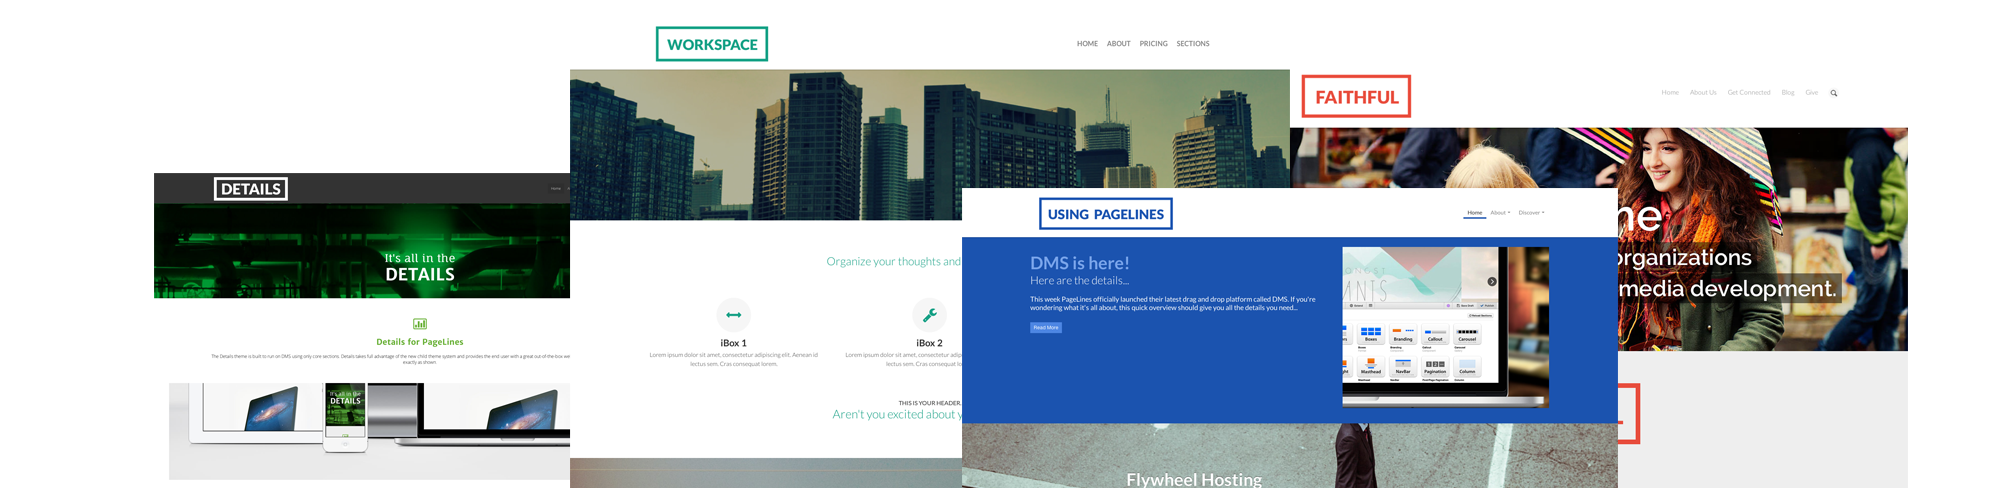 WORKSPACE
HOME ABOUT PRICING SECTIONS
FAITHFUL
Home About Us Get Connected Blog Give
DETAILS
Home
It's all in the
DETAILS
Details for PageLines
The Details theme is built to run on DMS using only core sections. Details takes full advantage of the new child theme system and provides the end user with a great out-of-the-box
exactly as shown.
It's all in the
DETAILS
Organize your thoughts and
iBox 1
Lorem ipsum dolor sit amet, consectetur adipiscing elit. Aenean id
lectus sem. Cras consequat lorem.
iBox 2
Lorem ipsum dolor sit amet, consectetur
lectus sem. Cras consequat
THIS IS YOUR HEADER.
Aren't you excited about
USING PAGELINES
Home About Discover
DMS is here!
Here are the details...
This week PageLines officially launched their latest drag and drop platform called DMS. If you're
wondering what it's all about, this quick overview should give you all the details you need...
Read More
Boxes Branding Callout Carousel
Masthead NavBar Pagination Column
Flywheel Hosting
organizations
media development.